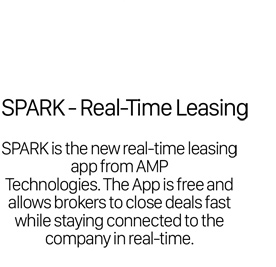 SPARK - Real-Time Leasing
SPARK is the new real-time leasing
app from AMP
Technologies. The App is free and
allows brokers to close deals fast
while staying connected to the
company in real-time.